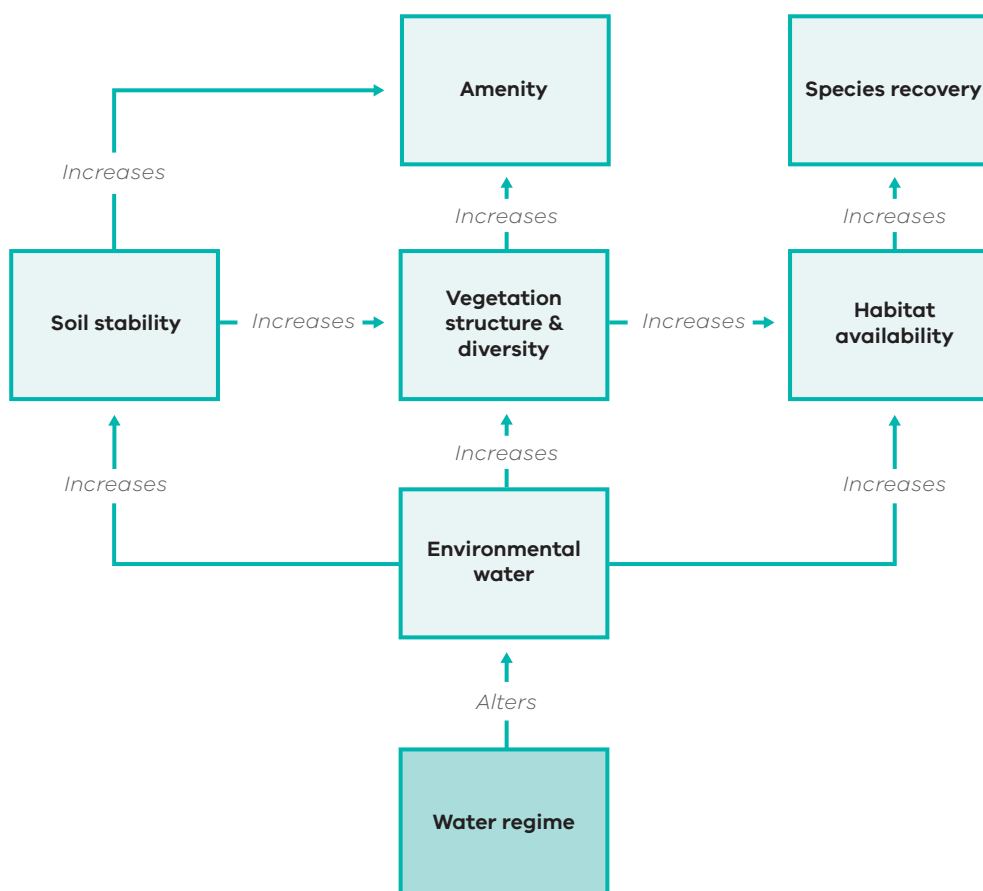 Amenity
Species recovery
Increases
Increases
Increases
Soil stability
Increases
Vegetation
structure &
diversity
Increases
Habitat
availability
Increases
Increases
Increases
Environmental
water
Alters
Water regime